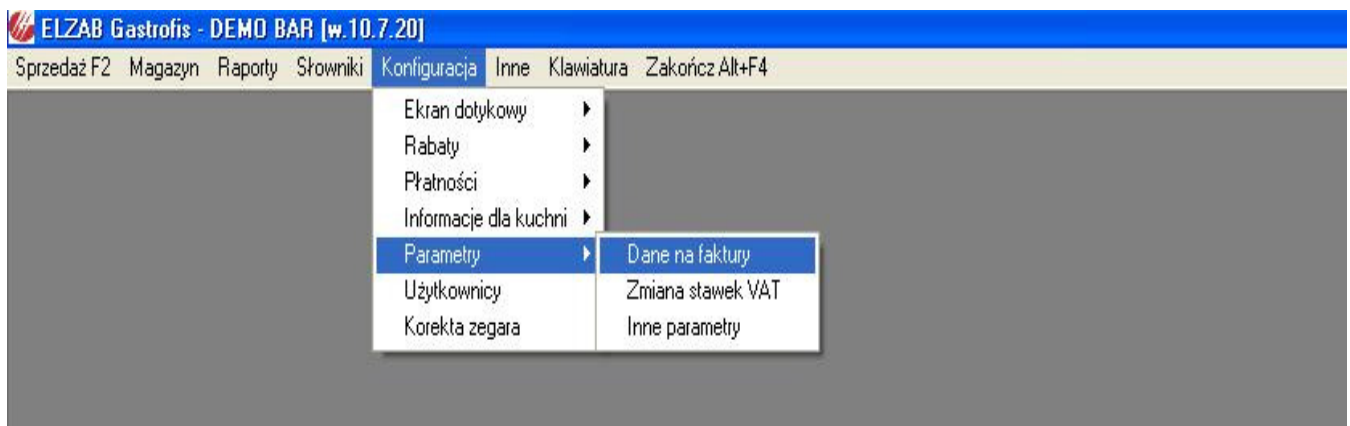 ELZAB Gastrofis - DEMO BAR [w.10.7.20]
Sprzedaż F2 Magazyn Raporty Słowniki Konfiguracja Inne Klawiatura Zakończ Alt+F4
Ekran dotykowy
Rabaty
Płatności
Informacje dla kuchni
Parametry
Dane na faktury
Użytkownicy
Zmiana stawek VAT
Korekta zegara
Inne parametry